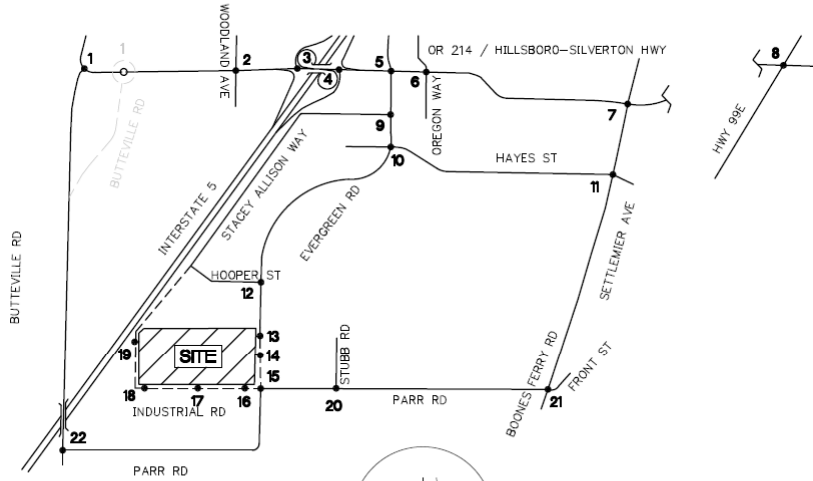 1
1
WOODLAND AVE
2
3
4
5
6
OR 214 / HILLSBORO–SILVERTON HWY
8
7
HWY 99E
BUTTEVILLE RD
OREGON WAY
9
10
HAYES ST
11
INTERSTATE 5
STACEY ALLISON WAY
EVERGREEN RD
SETTLEMIER AVE
BUTTEVILLE RD
HOOPER ST
12
13
14
15
19
SITE
18
17
16
INDUSTRIAL RD
STUBB RD
20
PARR RD
BOONES FERRY RD
FRONT ST
21
22
PARR RD